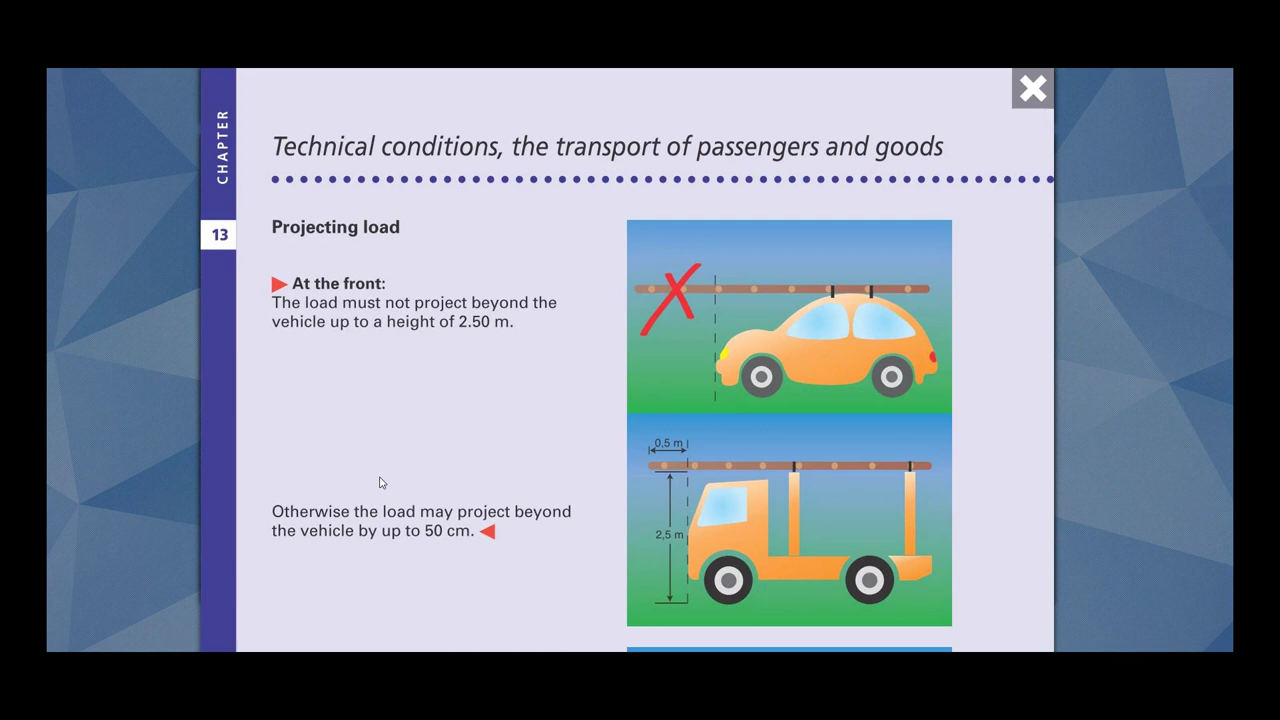 CHAPTER
13
Technical conditions, the transport of passengers and goods
Projecting load
At the front:
The load must not project beyond the
vehicle up to a height of 2.50 m.
Otherwise the load may project beyond
the vehicle by up to 50 cm.
0,5 m
2,5 m